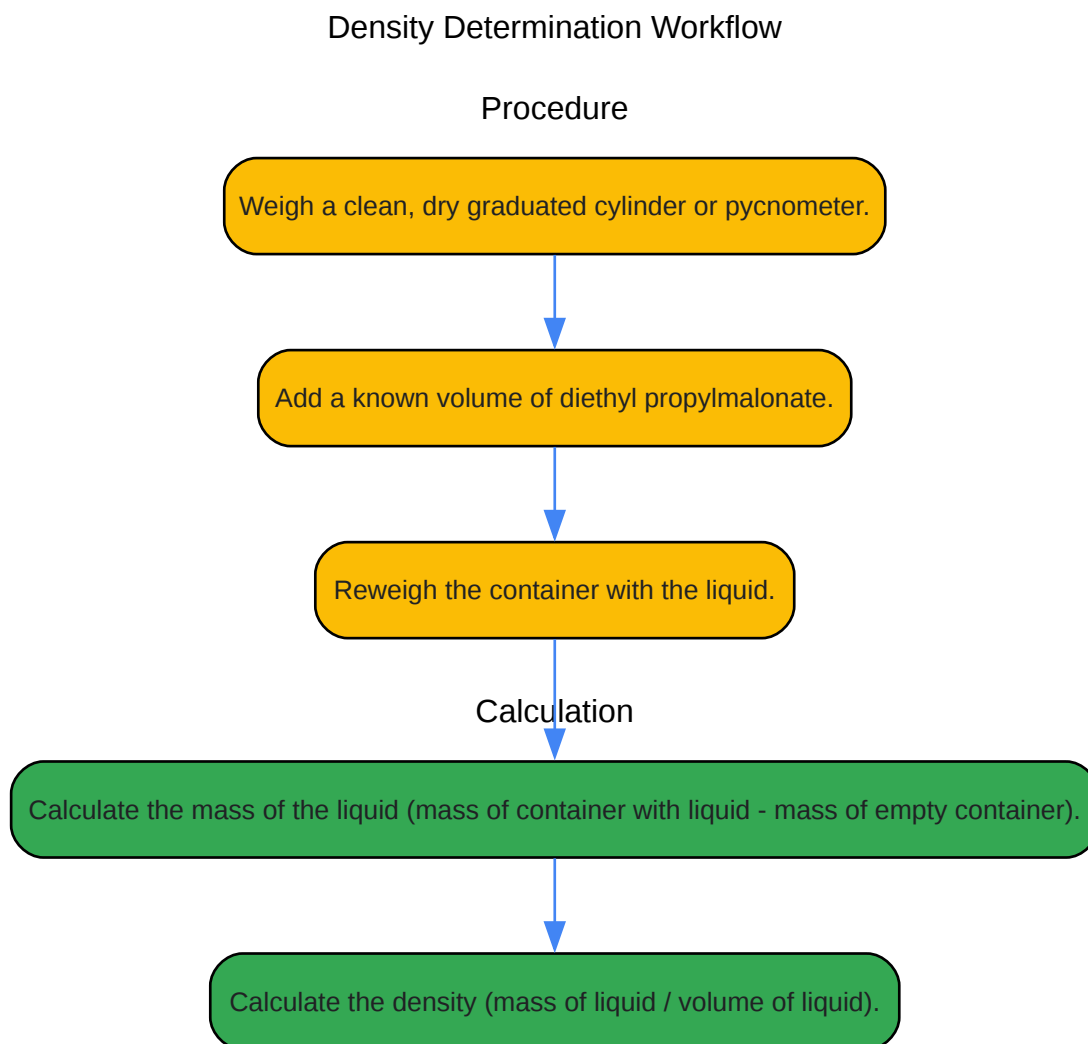 Density Determination Workflow
Procedure
Weigh a clean, dry graduated cylinder or pycnometer.
Add a known volume of diethyl propylmalonate.
Reweigh the container with the liquid.
Calculation
Calculate the mass of the liquid (mass of container with liquid - mass of empty container).
Calculate the density (mass of liquid / volume of liquid).